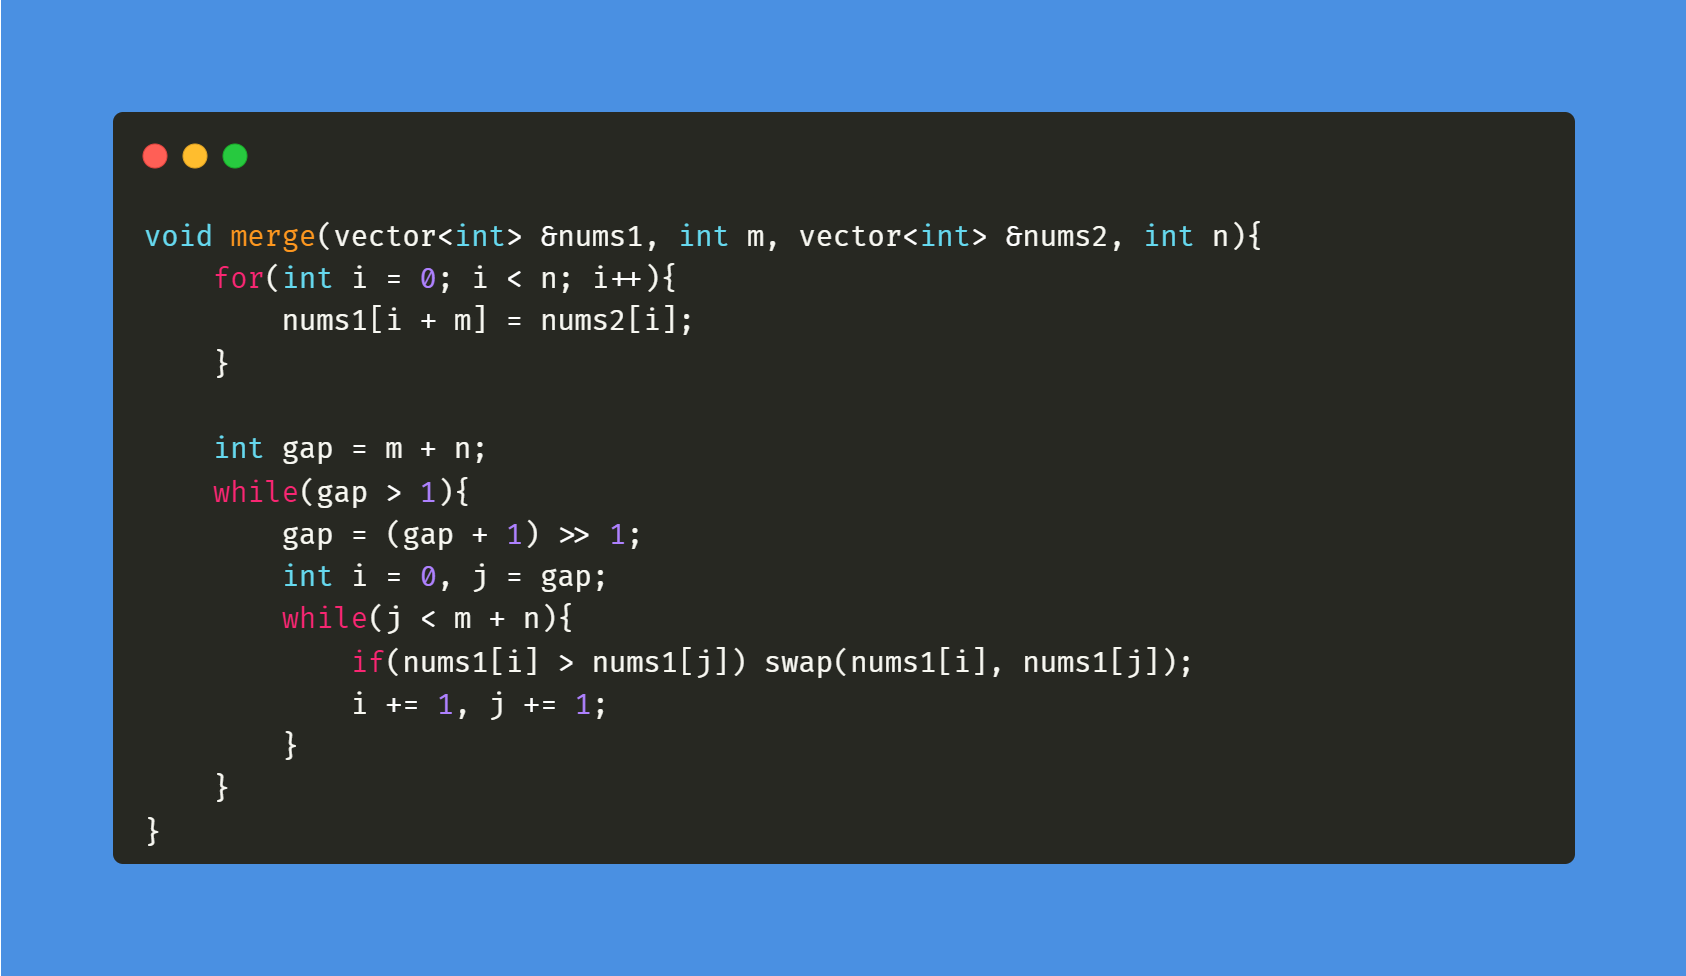 void merge(vector<int> &nums1, int m, vector<int> &nums2, int n){
    for(int i = 0; i < n; i++){
        nums1[i + m] = nums2[i];
    }

    int gap = m + n;
    while(gap > 1){
        gap = (gap + 1) >> 1;
        int i = 0, j = gap;
        while(j < m + n){
            if(nums1[i] > nums1[j]) swap(nums1[i], nums1[j]);
            i += 1, j += 1;
        }
    }
}